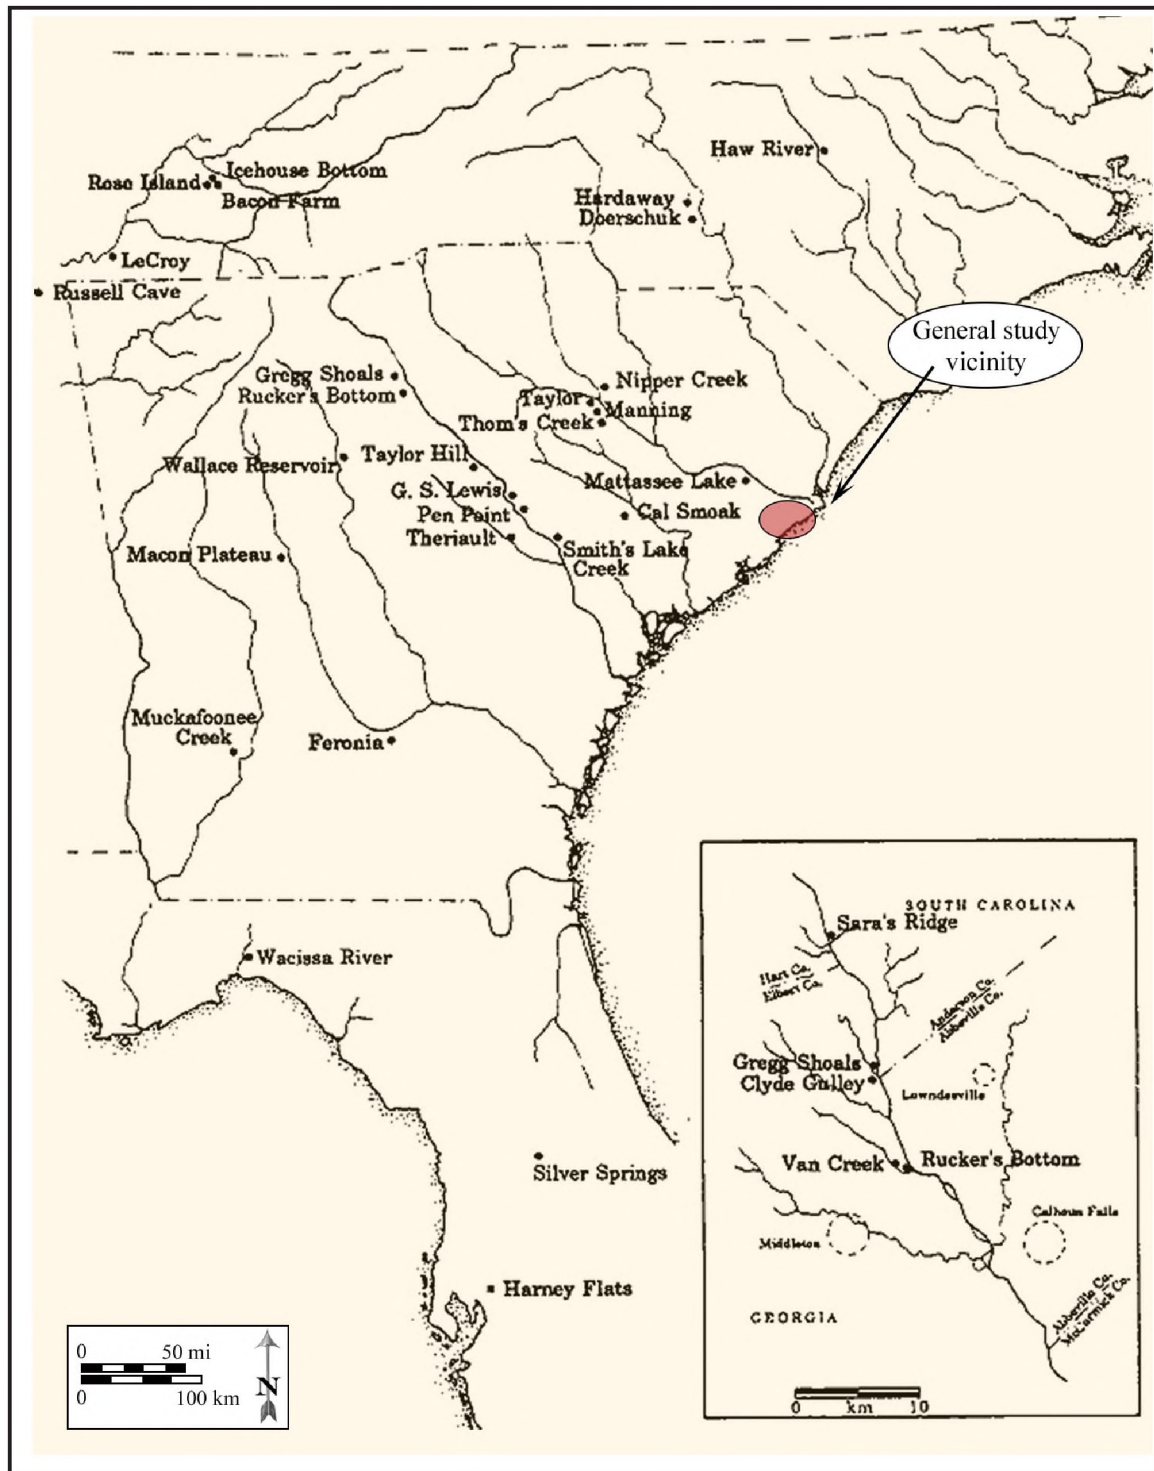 Haw River
Icehouse Bottom
Rose Island
Bacon Farm
Hardaway
Doerschuk
LeCroy
Russell Cave
General study
vicinity
Gregg Shoals
Rucker's Bottom
Nipper Creek
Taylor
Manning
Thom's Creek
Wallace Reservoir
Taylor Hill
Mattassee Lake
G. S. Lewis
Pen Point
Cal Smoak
Theriault
Smith's Lake
Creek
Macon Plateau
Muckafoonee
Creek
Feronia
Wacissa River
Silver Springs
Harney Flats
0 50 mi
0 100 km
N
SOUTH CAROLINA
Sara's Ridge
Hart Co.
Elbert Co.
Anderson Co.
Abbeville Co.
Gregg Shoals
Clyde Gulley
Lowndesville
Van Creek
Rucker's Bottom
Calhoun Falls
Middleton
Abbeville Co.
McCormick Co.
GEORGIA
0 km 10